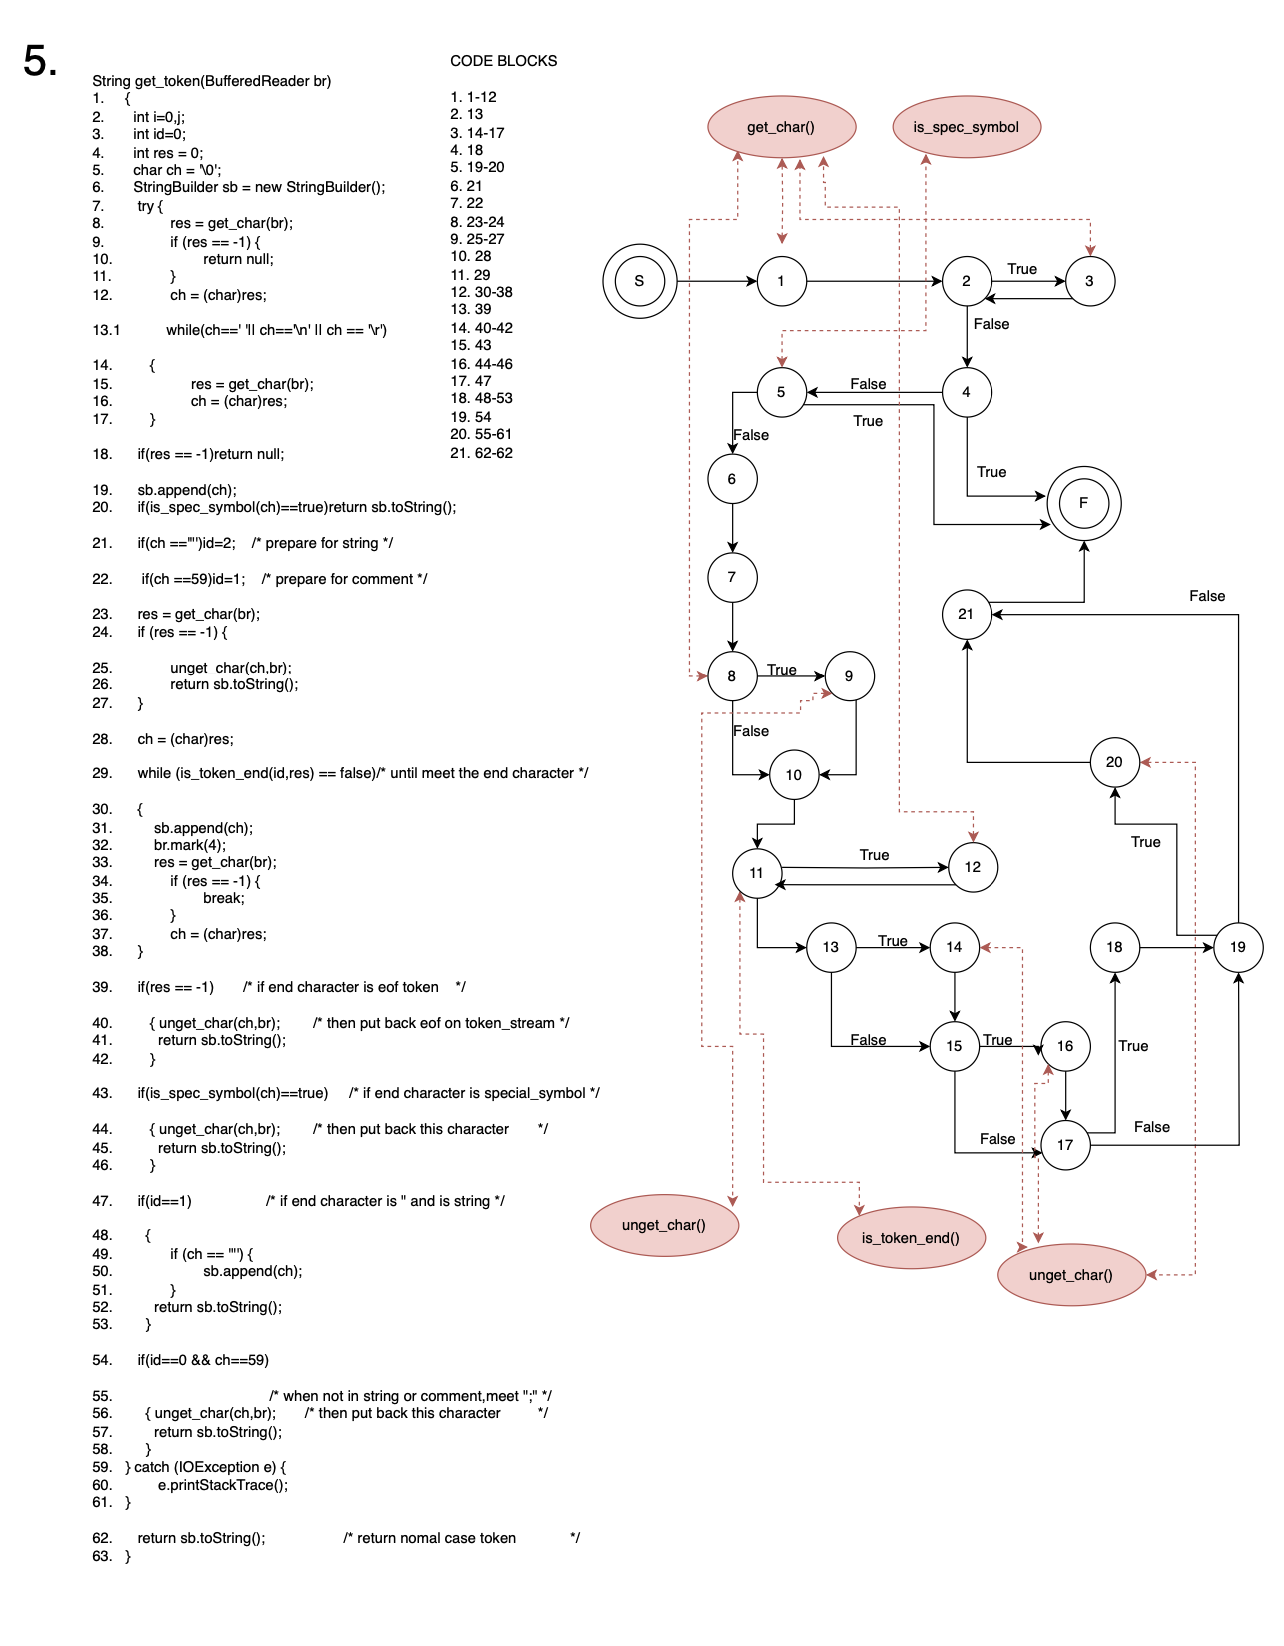 5.
String get_token(BufferedReader br)
1. {
2. int i=0,j;
3. int id=0;
4. int res = 0;
5. char ch = '\0';
6. StringBuilder sb = new StringBuilder();
7. try {
8. res = get_char(br);
9. if (res == -1) {
10. return null;
11. }
12. ch = (char)res;
13.1 while(ch==' '|| ch=='\n' || ch == '\r')
14. {
15. res = get_char(br);
16. ch = (char)res;
17. }
18. if(res == -1)return null;
19. sb.append(ch);
20. if(is_spec_symbol(ch)==true)return sb.toString();
21. if(ch =='"')id=2; /* prepare for string */
22. if(ch ==59)id=1; /* prepare for comment */
23. res = get_char(br);
24. if (res == -1) {
25. unget char(ch,br);
26. return sb.toString();
27. }
28. ch = (char)res;
29. while (is_token_end(id,res) == false)/* until meet the end character */
30. {
31. sb.append(ch);
32. br.mark(4);
33. res = get_char(br);
34. if (res == -1) {
35. break;
36. }
37. ch = (char)res;
38. }
39. if(res == -1) /* if end character is eof token */
40. { unget_char(ch,br); /* then put back eof on token_stream */
41. return sb.toString();
42. }
43. if(is_spec_symbol(ch)==true) /* if end character is special_symbol */
44. { unget_char(ch,br); /* then put back this character */
45. return sb.toString();
46. }
47. if(id==1) /* if end character is " and is string */
48. {
49. if (ch == '"') {
50. sb.append(ch);
51. }
52. return sb.toString();
53. }
54. if(id==0 && ch==59)
55. /* when not in string or comment,meet ";" */
56. { unget_char(ch,br); /* then put back this character */
57. return sb.toString();
58. }
59. } catch (IOException e) {
60. e.printStackTrace();
61. }
62. return sb.toString(); /* return nomal case token */
63. }
CODE BLOCKS
1. 1-12
2. 13
3. 14-17
4. 18
5. 19-20
6. 21
7. 22
8. 23-24
9. 25-27
10. 28
11. 29
12. 30-38
13. 39
14. 40-42
15. 43
16. 44-46
17. 47
18. 48-53
19. 54
20. 55-61
21. 62-62
get_char()
is_spec_symbol
S
1
2
True
3
False
5
False
4
True
False
True
6
F
7
21
False
8
True
9
False
10
20
True
11
True
12
13
True
14
18
19
False
15
True
16
True
False
17
False
unget_char()
is_token_end()
unget_char()